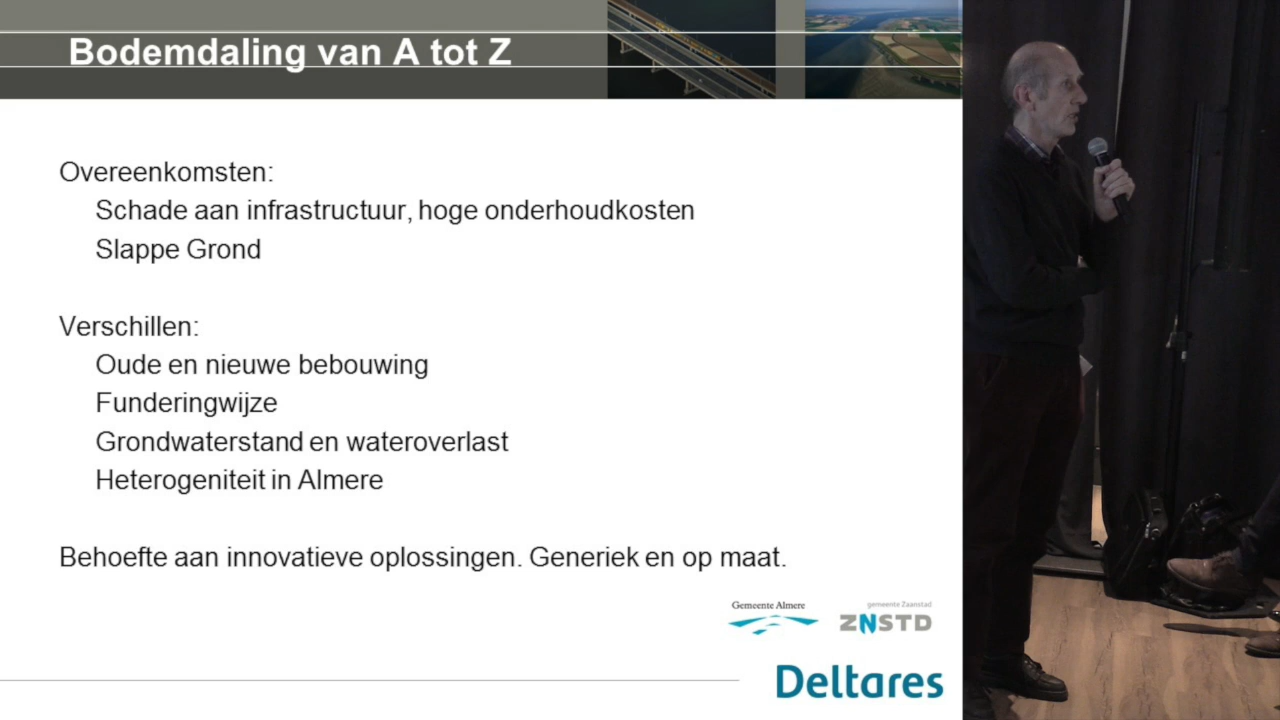 Bodemdaling van A tot Z
Overeenkomsten:
Schade aan infrastructuur, hoge onderhoudkosten
Slappe Grond
Verschillen:
Oude en nieuwe bebouwing
Funderingwijze
Grondwaterstand en wateroverlast
Heterogeniteit in Almere
Behoefte aan innovatieve oplossingen. Generiek en op maat.
Gemeente Almere
gemeente Zaanstad
ZNSTD
Deltares